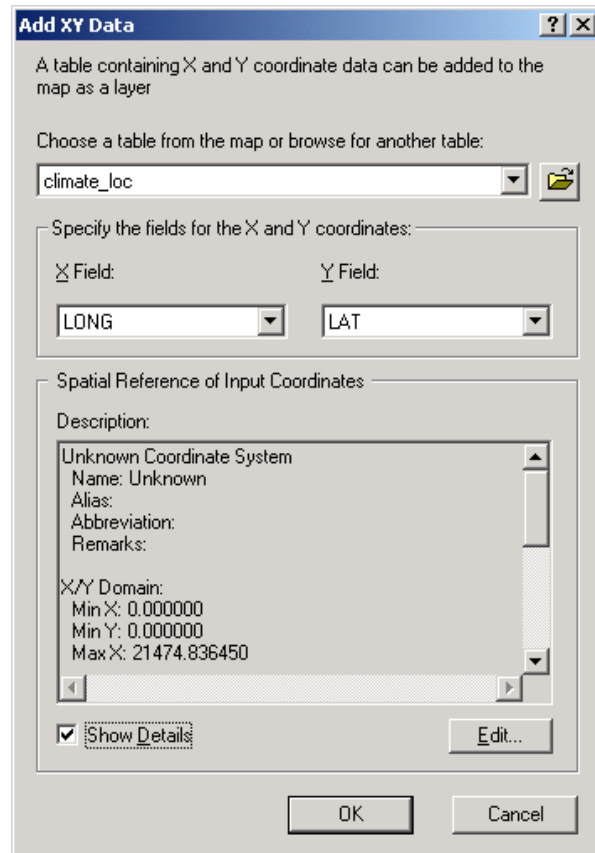 Add XY Data
A table containing X and Y coordinate data can be added to the
map as a layer
Choose a table from the map or browse for another table:
climate_loc
Specify the fields for the X and Y coordinates:
X Field:
Y Field:
LONG
LAT
Spatial Reference of Input Coordinates
Description:
Unknown Coordinate System
Name: Unknown
Alias:
Abbreviation:
Remarks:
X/Y Domain:
Min X: 0.000000
Min Y: 0.000000
Max X: 21474.836450
Show Details
Edit...
OK
Cancel